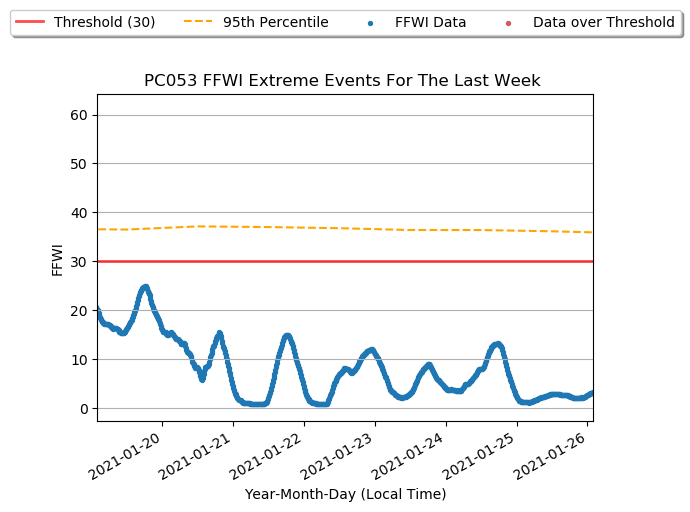 Threshold (30) 95th Percentile FFWI Data Data over Threshold
PC053 FFWI Extreme Events For The Last Week
60
50
40
30
20
10
0
FFWI
2021-01-20 2021-01-21 2021-01-22 2021-01-23 2021-01-24 2021-01-25 2021-01-26
Year-Month-Day (Local Time)